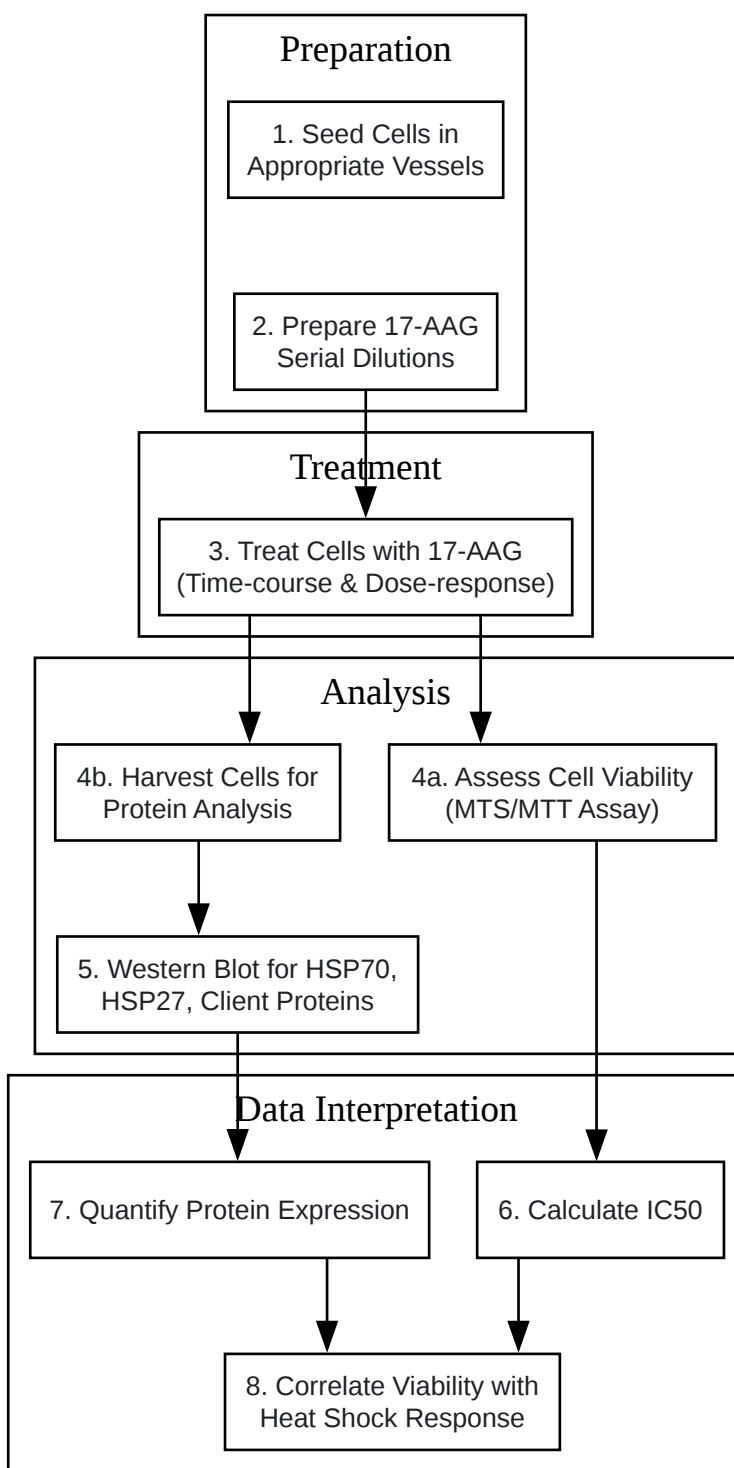 Preparation
1. Seed Cells in
Appropriate Vessels
2. Prepare 17-AAG
Serial Dilutions
Treatment
3. Treat Cells with 17-AAG
(Time-course & Dose-response)
Analysis
4b. Harvest Cells for
Protein Analysis
4a. Assess Cell Viability
(MTS/MTT Assay)
5. Western Blot for HSP70,
HSP27, Client Proteins
Data Interpretation
7. Quantify Protein Expression
6. Calculate IC50
8. Correlate Viability with
Heat Shock Response